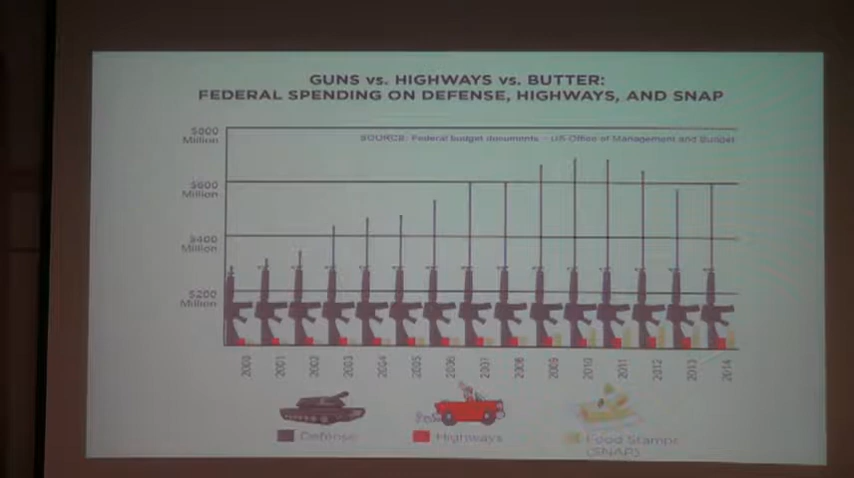 GUNS vs. HIGHWAYS vs. BUTTER:
FEDERAL SPENDING ON DEFENSE, HIGHWAYS, AND SNAP
SOURCE: Federal budget documents - US Office of Management and Budget
$800
Million
$600
Million
$400
Million
$200
Million
2000 2001 2002 2003 2004 2005 2006 2007 2008 2009 2010 2011 2012 2013 2014
Defense Highways Food Stamps
(SNAP)